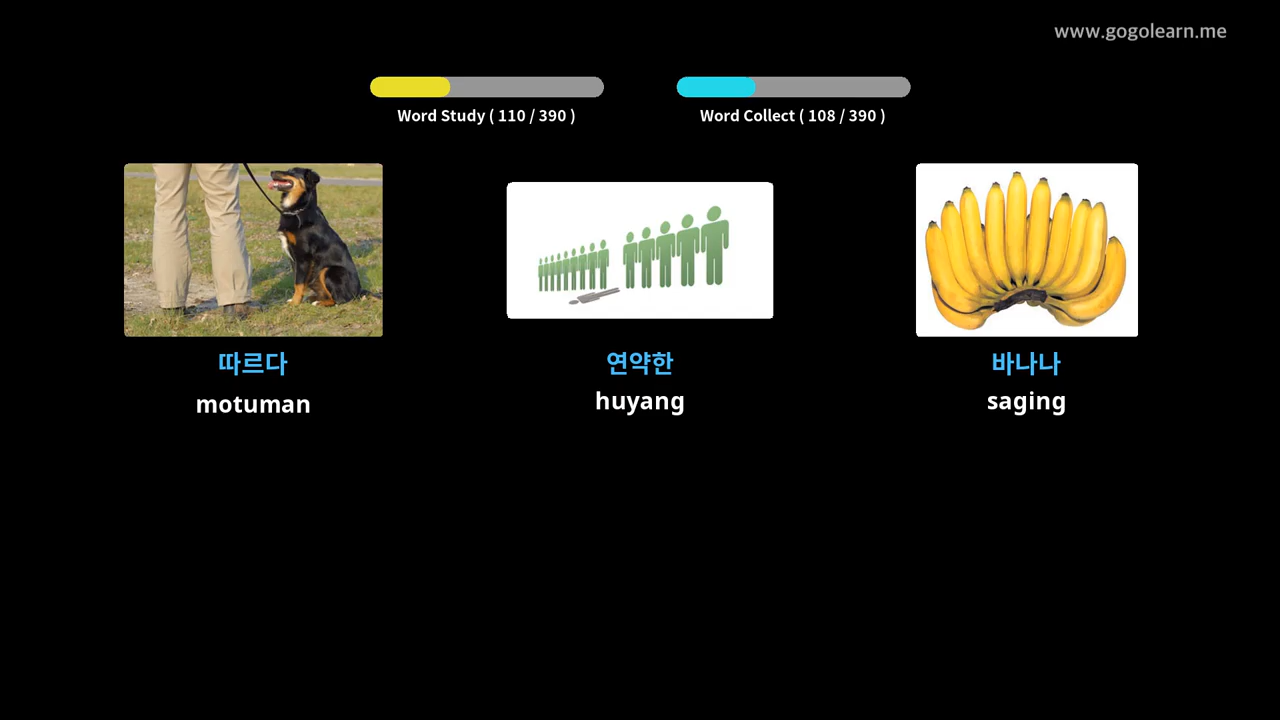 www.gogolearn.me
Word Study ( 110 / 390 )
Word Collect ( 108 / 390 )
따르다
motuman
연약한
huyang
바나나
saging